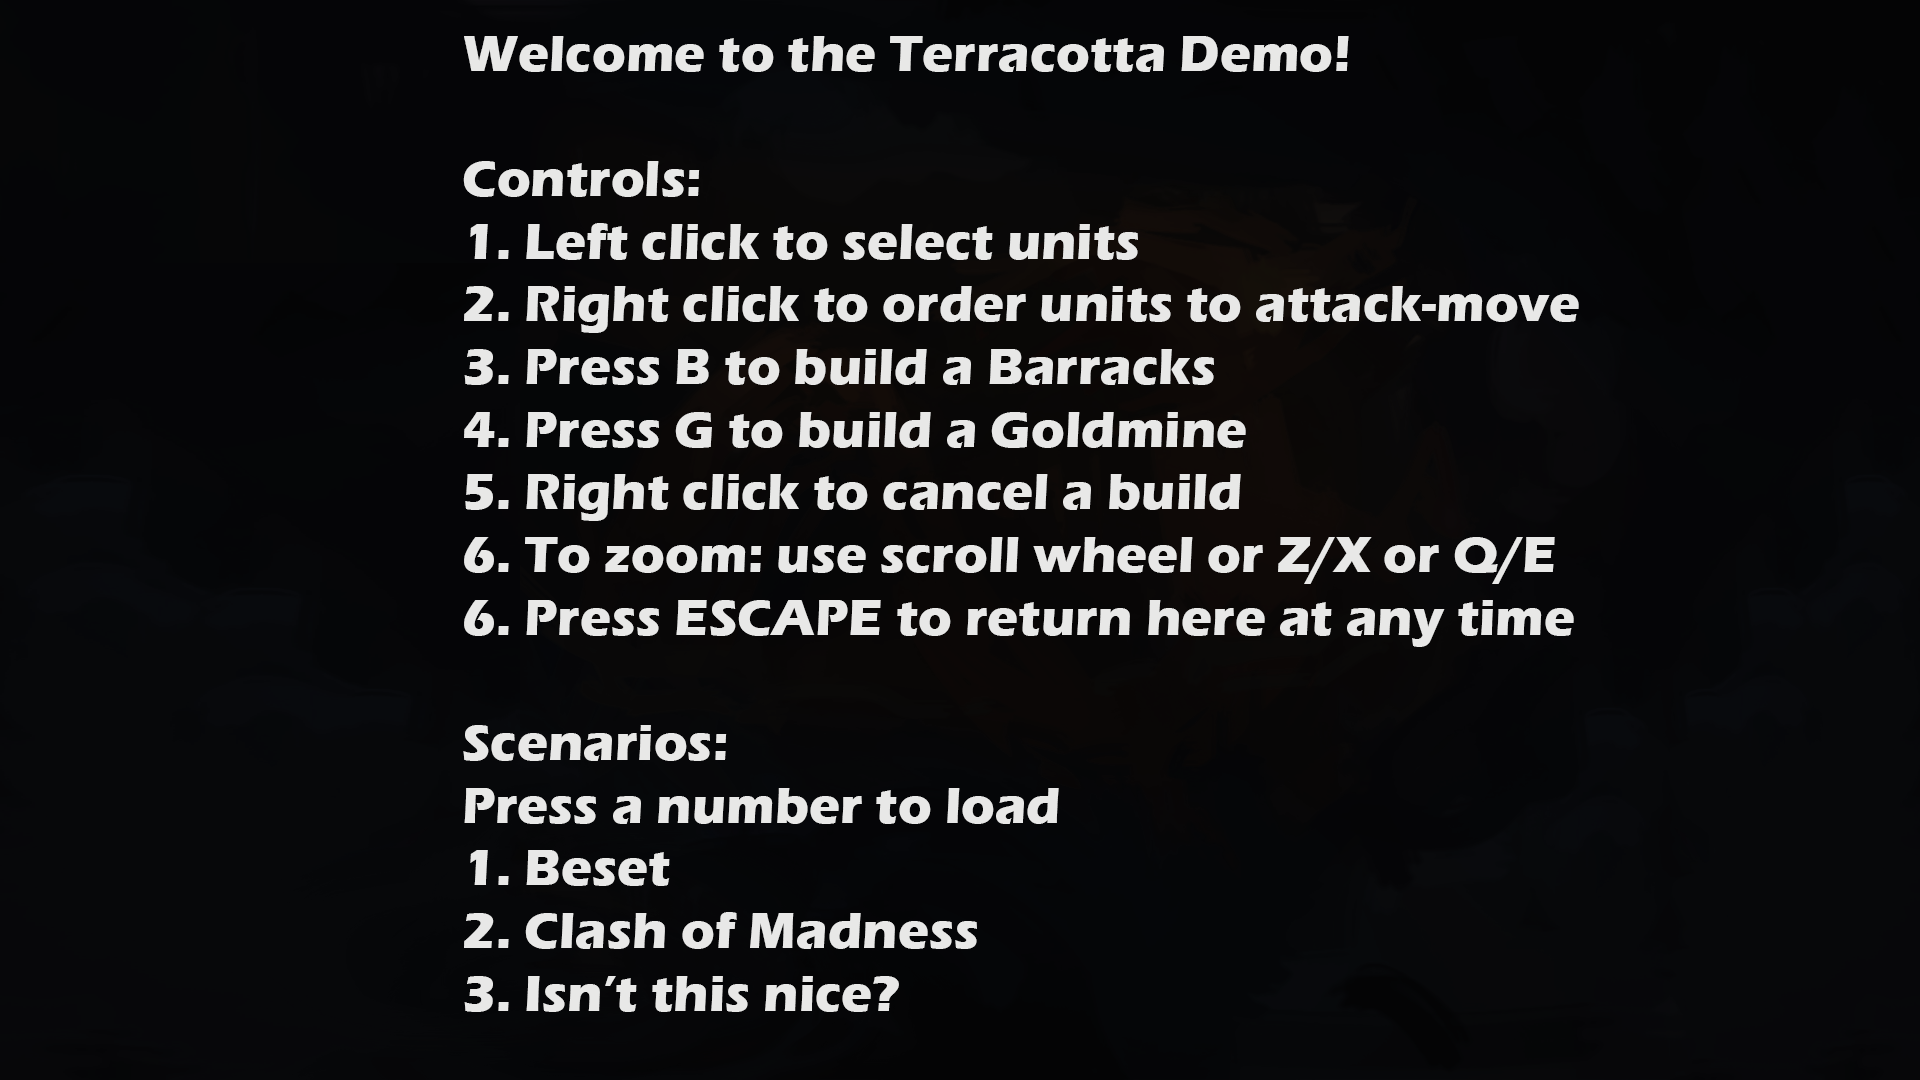 Welcome to the Terracotta Demo!
Controls:
1. Left click to select units
2. Right click to order units to attack-move
3. Press B to build a Barracks
4. Press G to build a Goldmine
5. Right click to cancel a build
6. To zoom: use scroll wheel or Z/X or Q/E
6. Press ESCAPE to return here at any time
Scenarios:
Press a number to load
1. Beset
2. Clash of Madness
3. Isn't this nice?